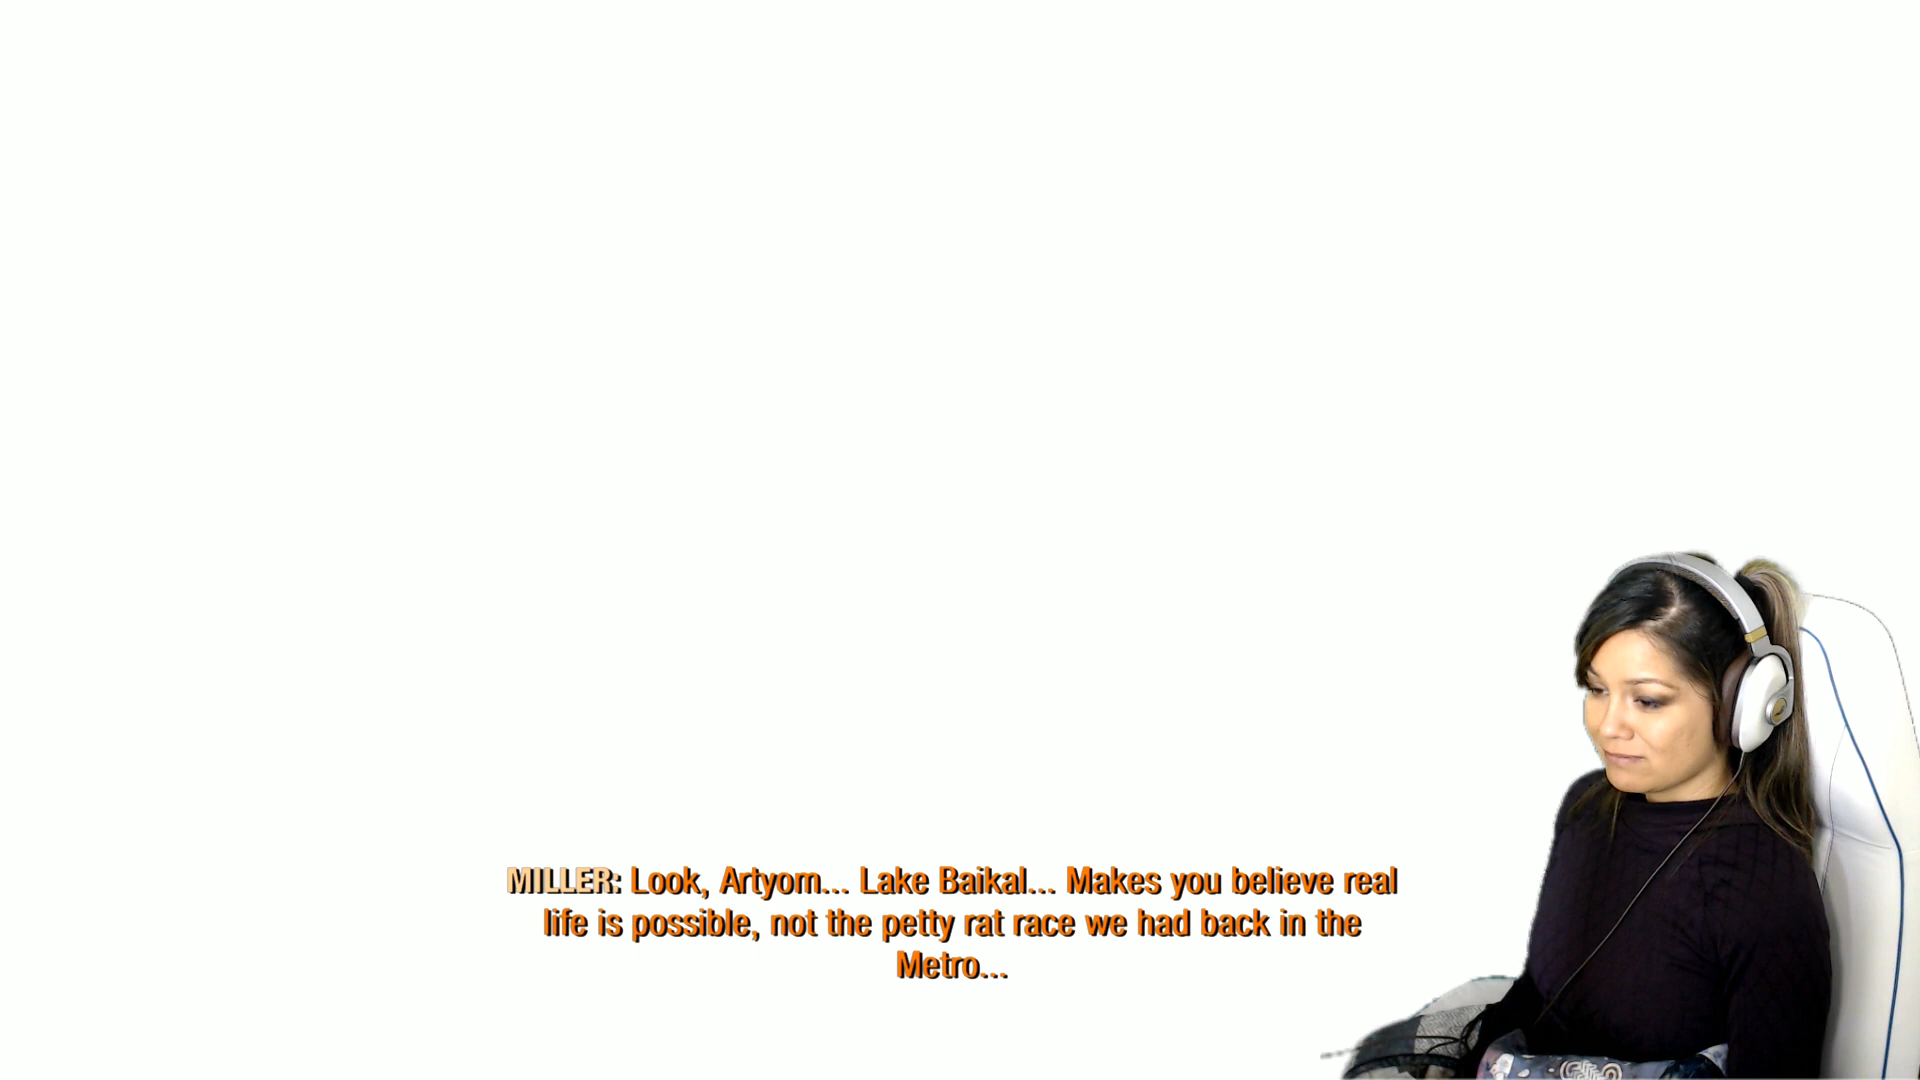 MILLER: Look, Artyom... Lake Baikal... Makes you believe real
life is possible, not the petty rat race we had back in the
Metro...